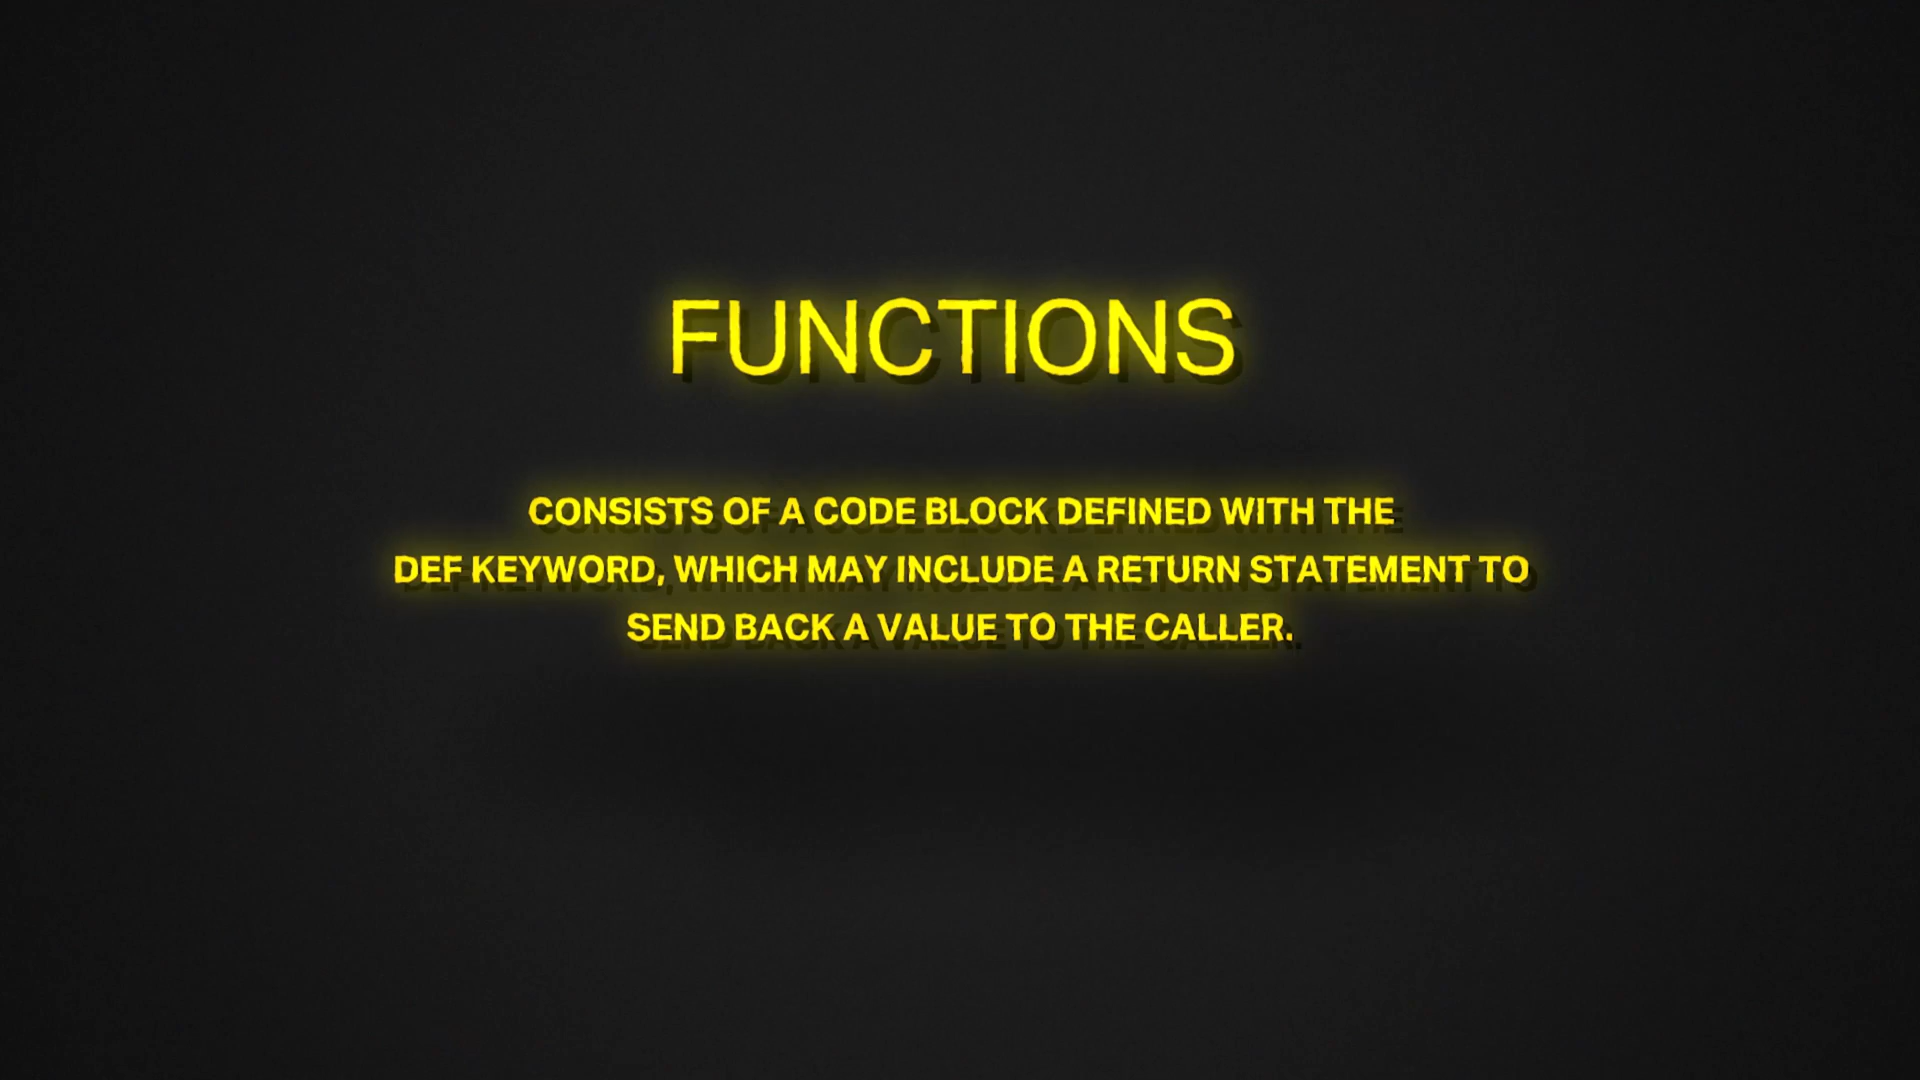 FUNCTIONS
CONSISTS OF A CODE BLOCK DEFINED WITH THE
DEF KEYWORD, WHICH MAY INCLUDE A RETURN STATEMENT TO
SEND BACK A VALUE TO THE CALLER.